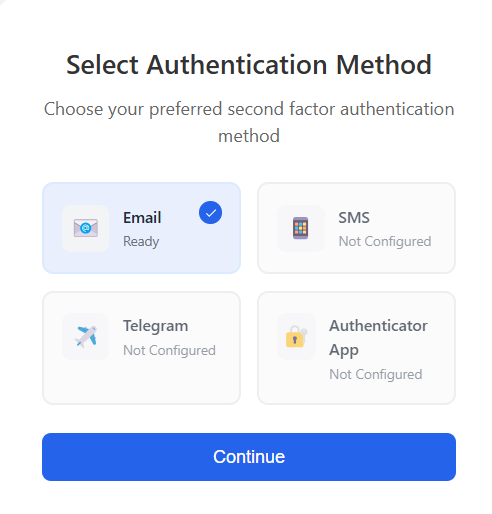 Select Authentication Method
Choose your preferred second factor authentication
method
Email
Ready
SMS
Not Configured
Telegram
Not Configured
Authenticator
App
Not Configured
Continue